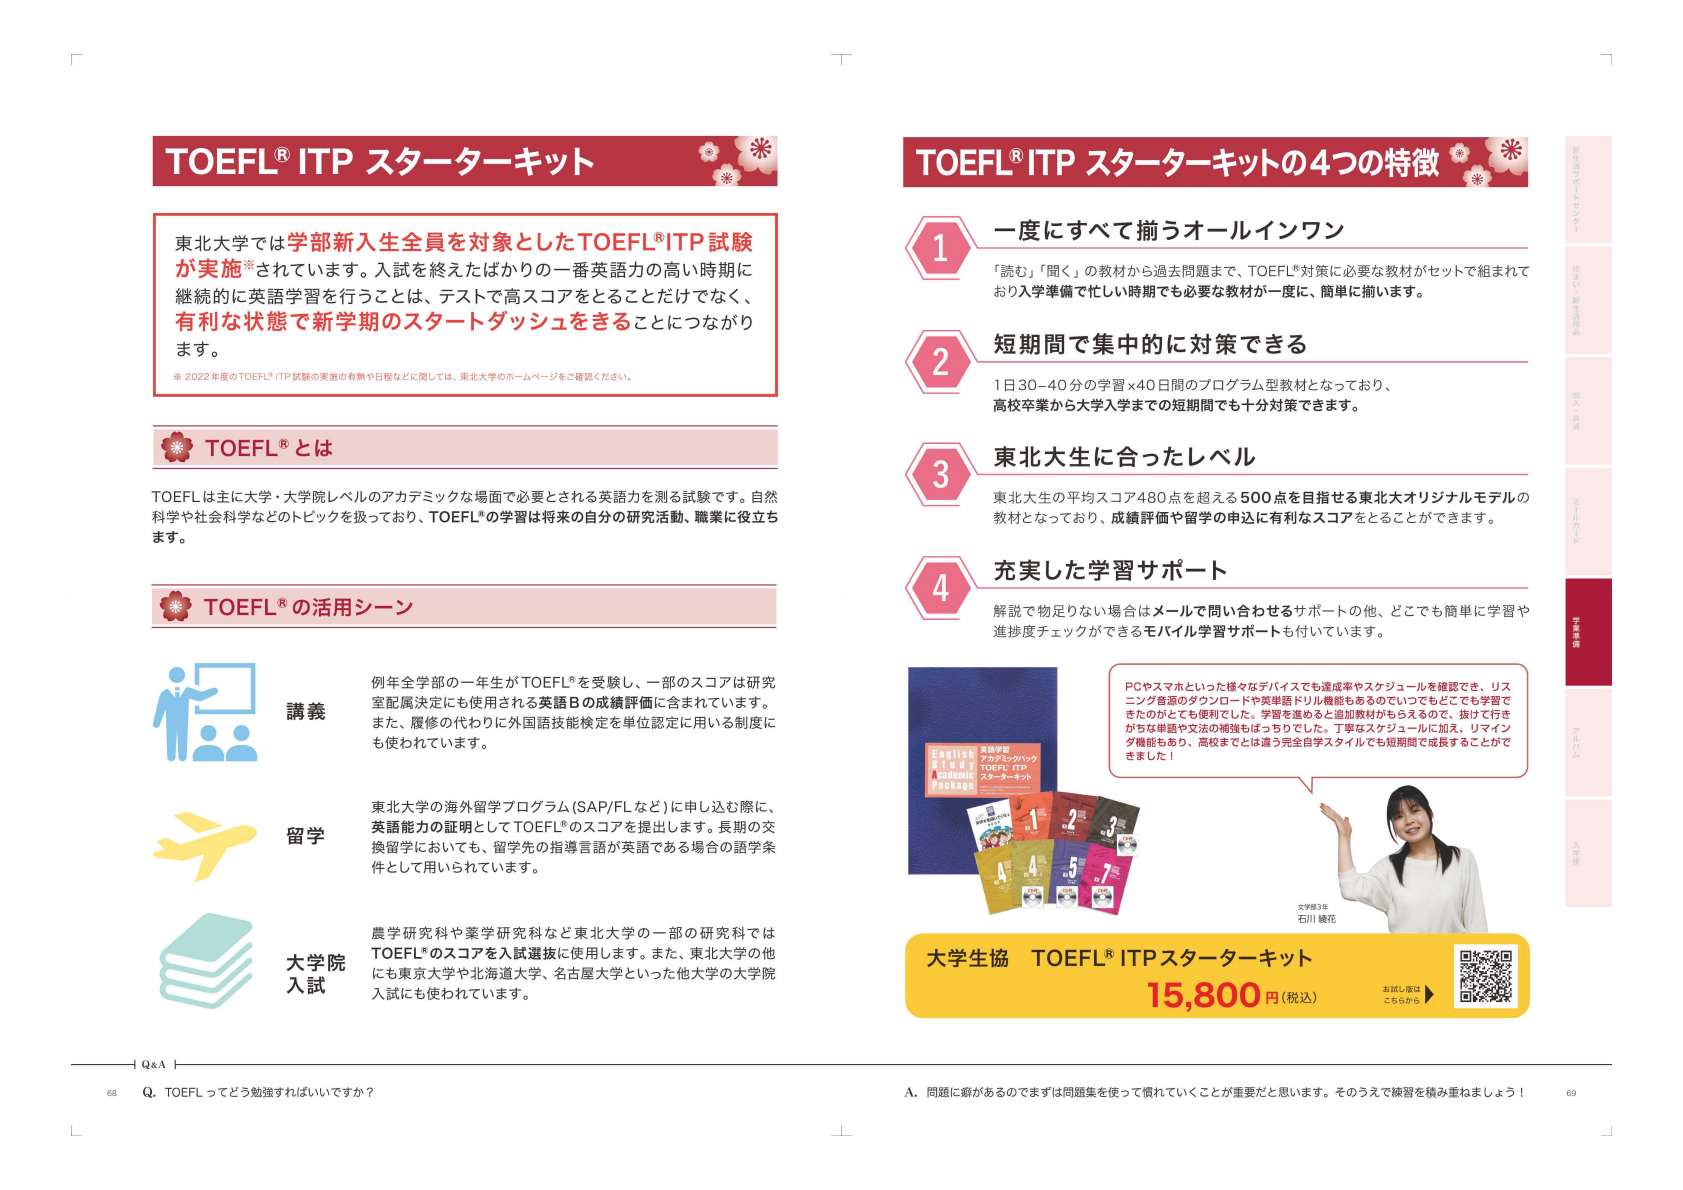 TOEFL® ITP スターターキット
東北大学では学部新入生全員を対象としたTOEFL®ITP試験
が実施※されています。入試を終えたばかりの一番英語力の高い時期に
継続的に英語学習を行うことは、テストで高スコアをとることだけでなく、
有利な状態で新学期のスタートダッシュをきることにつながり
ます。
※ 2022年度のTOEFL® ITP試験の実施の有無や日程などに関しては、東北大学のホームページをご確認ください。
TOEFL® とは
TOEFLは主に大学・大学院レベルのアカデミックな場面で必要とされる英語力を測る試験です。自然
科学や社会科学などのトピックを扱っており、TOEFL®の学習は将来の自分の研究活動、職業に役立ち
ます。
TOEFL® の活用シーン
講義
例年全学部の一年生がTOEFL®を受験し、一部のスコアは研究
室配属決定にも使用される英語Bの成績評価に含まれています。
また、履修の代わりに外国語技能検定を単位認定に用いる制度に
も使われています。
留学
東北大学の海外留学プログラム(SAP/FLなど)に申し込む際に、
英語能力の証明としてTOEFL®のスコアを提出します。長期の交
換留学においても、留学先の指導言語が英語である場合の語学条
件として用いられています。
大学院
入試
農学研究科や薬学研究科など東北大学の一部の研究科では
TOEFL®のスコアを入試選抜に使用します。また、東北大学の他
にも東京大学や北海道大学、名古屋大学といった他大学の大学院
入試にも使われています。
TOEFL® ITP スターターキットの4つの特徴
1
一度にすべて揃うオールインワン
「読む」「聞く」の教材から過去問題まで、TOEFL®対策に必要な教材がセットで組まれて
おり入学準備で忙しい時期でも必要な教材が一度に、簡単に揃います。
2
短期間で集中的に対策できる
1日30–40分の学習×40日間のプログラム型教材となっており、
高校卒業から大学入学までの短期間でも十分対策できます。
3
東北大生に合ったレベル
東北大生の平均スコア480点を超える500点を目指せる東北大オリジナルモデルの
教材となっており、成績評価や留学の申込に有利なスコアをとることができます。
4
充実した学習サポート
解説で物足りない場合はメールで問い合わせるサポートの他、どこでも簡単に学習や
進捗度チェックができるモバイル学習サポートも付いています。
English
Study
Academic
Package
英語学習
アカデミックパック
TOEFL® ITP
スターターキット
1
2
3
4
4
5
7
PCやスマホといった様々なデバイスでも達成率やスケジュールを確認でき、リス
ニング音源のダウンロードや英単語ドリル機能もあるのでいつでもどこでも学習で
きたのがとても便利でした。学習を進めると追加教材がもらえるので、抜けて行き
がちな単語や文法の補強もばっちりでした。丁寧なスケジュールに加え、リマイン
ダ機能もあり、高校までとは違う完全自学スタイルでも短期間で成長することがで
きました！
文学部3年
石川 綾花
大学生協 TOEFL® ITPスターターキット
15,800円(税込)
お試し版は
こちらから
新生活サポートセンター
住まい・新生活用品
加入・共済
ミールカード
学業準備
アルバム
入学後
Q&A
68
Q. TOEFLってどう勉強すればいいですか？
A. 問題に癖があるのでまずは問題集を使って慣れていくことが重要だと思います。そのうえで練習を積み重ねましょう！
69